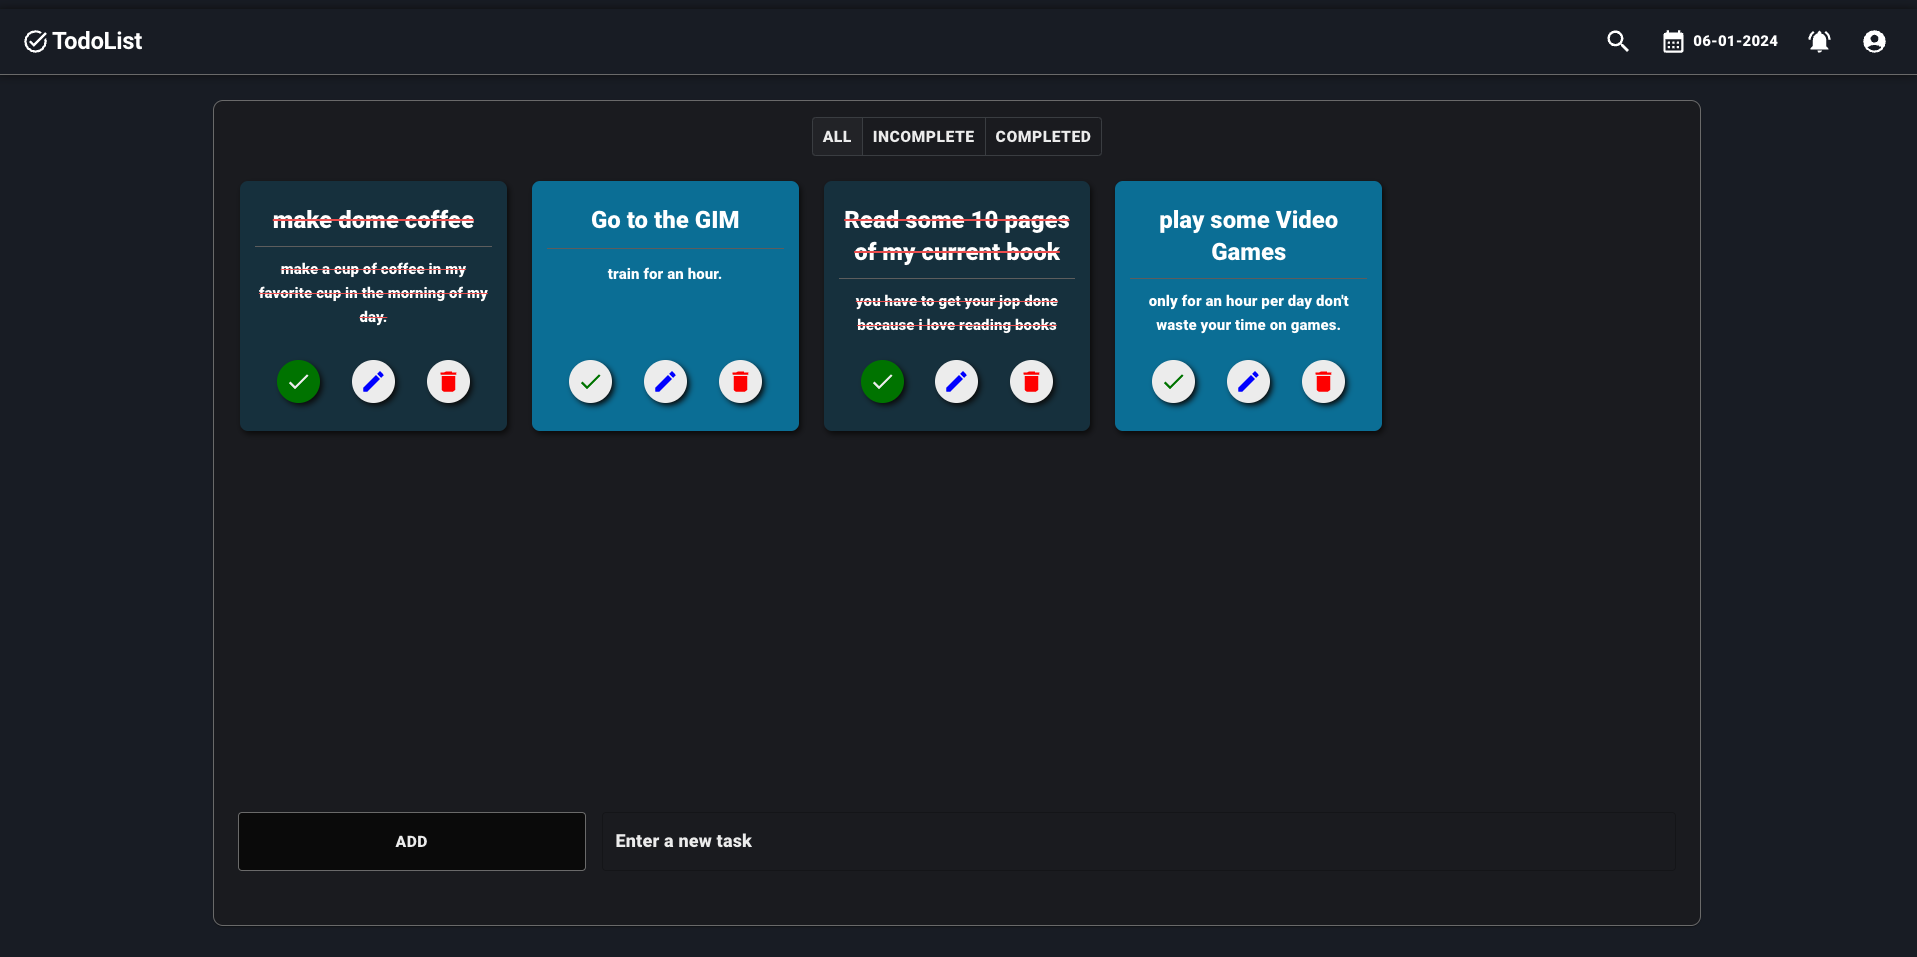 TodoList
06-01-2024
ALL
INCOMPLETE
COMPLETED
make dome coffee
make a cup of coffee in my
favorite cup in the morning of my
day.
Go to the GIM
train for an hour.
Read some 10 pages
of my current book
you have to get your jop done
because i love reading books
play some Video
Games
only for an hour per day don't
waste your time on games.
ADD
Enter a new task